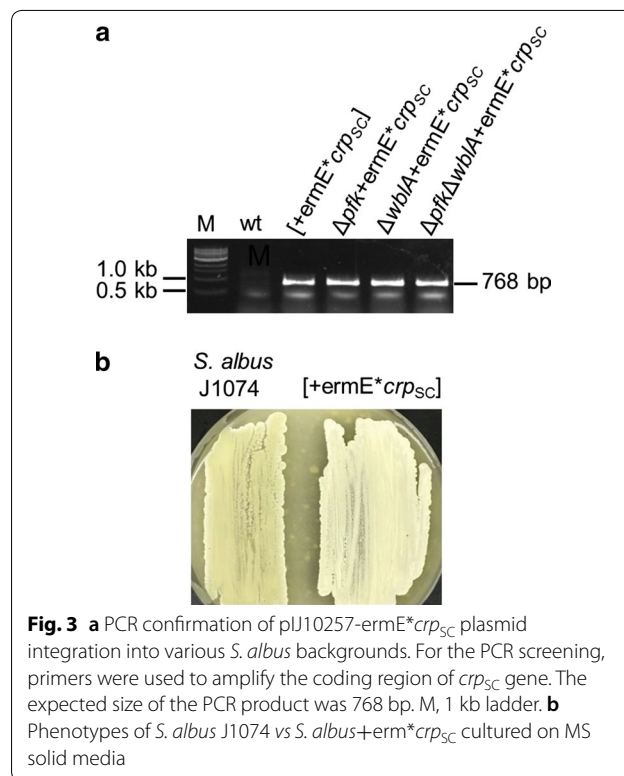 a
[+ermE*crpSC]
Δpfk+ermE*crpSC
ΔwblA+ermE*crpSC
ΔpfkΔwblA+ermE*crpSC
M wt
M
1.0 kb
0.5 kb
768 bp
b
S. albus
J1074 [+ermE*crpSC]
Fig. 3 a PCR confirmation of pIJ10257-ermE*crpSC plasmid
integration into various S. albus backgrounds. For the PCR screening,
primers were used to amplify the coding region of crpSC gene. The
expected size of the PCR product was 768 bp. M, 1 kb ladder. b
Phenotypes of S. albus J1074 vs S. albus+erm*crpSC cultured on MS
solid media